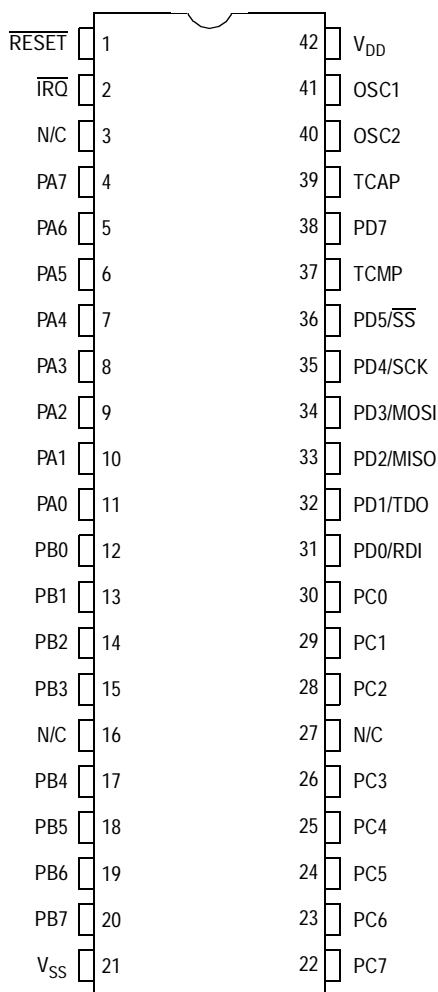 RESET 1 42 VDD
IRQ 2 41 OSC1
N/C 3 40 OSC2
PA7 4 39 TCAP
PA6 5 38 PD7
PA5 6 37 TCMP
PA4 7 36 PD5/SS
PA3 8 35 PD4/SCK
PA2 9 34 PD3/MOSI
PA1 10 33 PD2/MISO
PA0 11 32 PD1/TDO
PB0 12 31 PD0/RDI
PB1 13 30 PC0
PB2 14 29 PC1
PB3 15 28 PC2
N/C 16 27 N/C
PB4 17 26 PC3
PB5 18 25 PC4
PB6 19 24 PC5
PB7 20 23 PC6
VSS 21 22 PC7